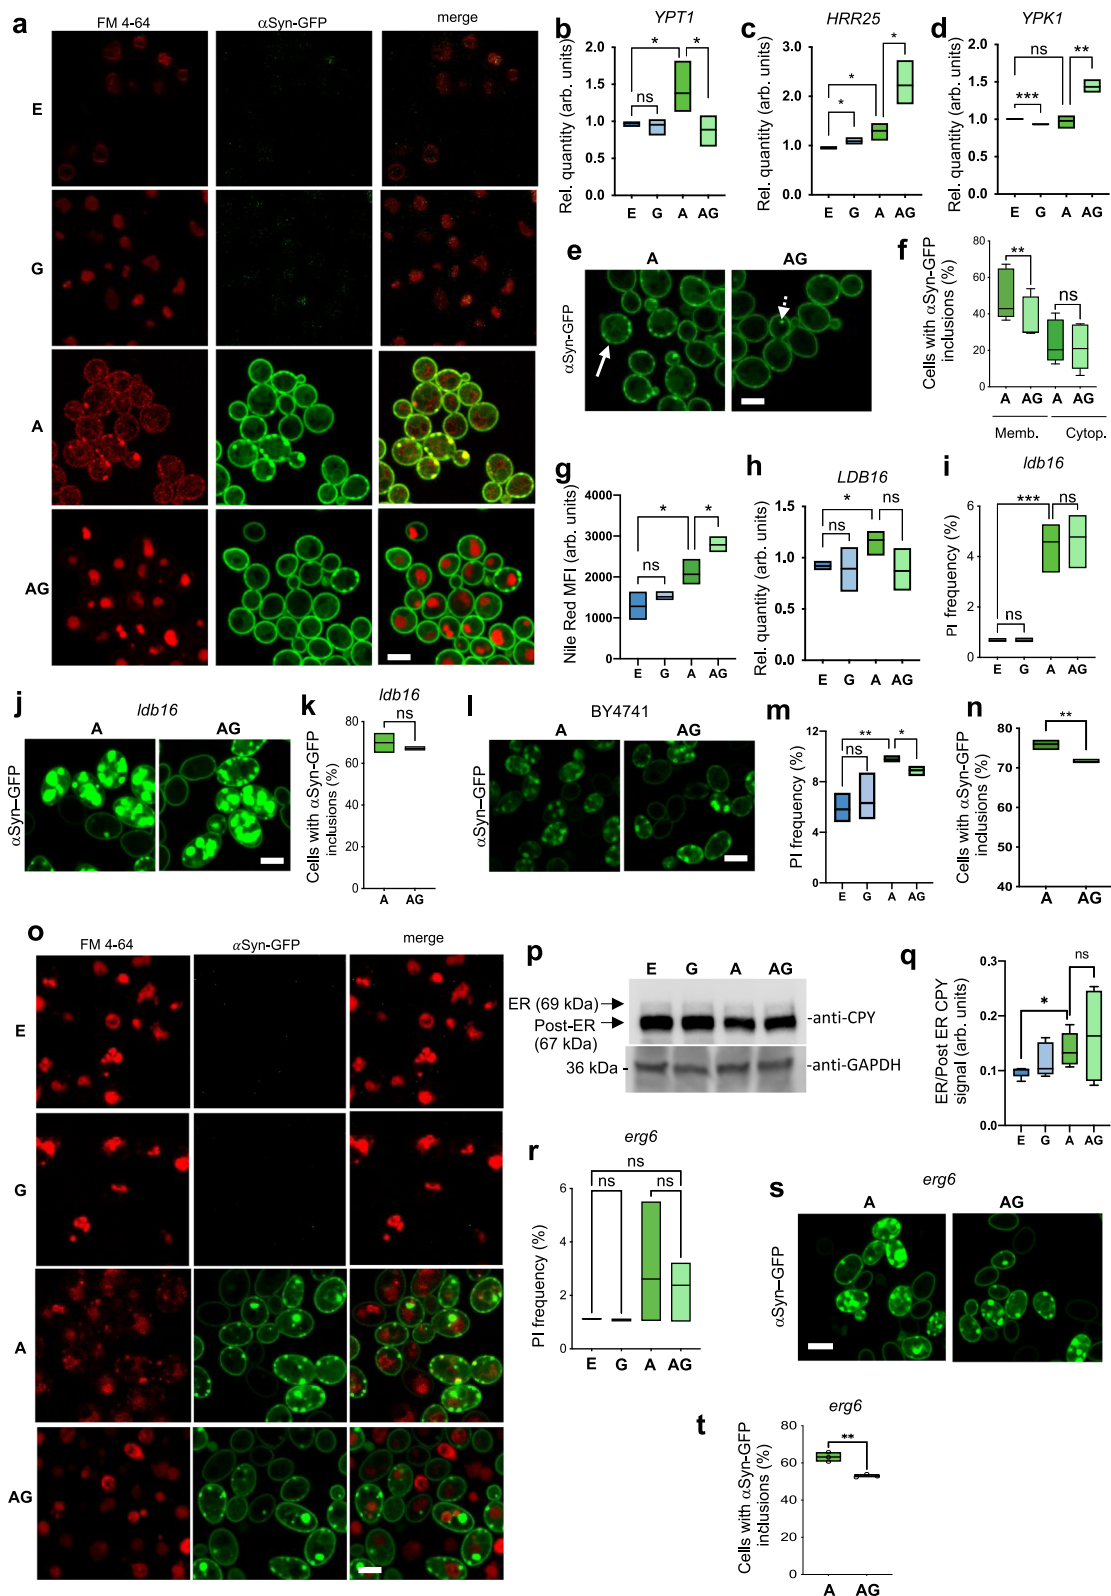 a
FM 4-64
αSyn-GFP
merge
E
G
A
AG
b
YPT1
Rel. quantity (arb. units)
2.0
1.5
1.0
0.5
0.0
*
*
ns
E G A AG
c
HRR25
Rel. quantity (arb. units)
3.0
2.0
1.0
0.0
*
*
*
E G A AG
d
YPK1
Rel. quantity (arb. units)
2.0
1.5
1.0
0.5
0.0
ns
**
***
E G A AG
e
A
AG
αSyn-GFP
f
Cells with αSyn-GFP
inclusions (%)
80
60
40
20
0
**
ns
A AG A AG
Memb. Cytop.
g
Nile Red MFI (arb. units)
4000
3000
2000
1000
0
*
*
ns
E G A AG
h
LDB16
Rel. quantity (arb. units)
1.5
1.0
0.5
0.0
*
ns
ns
E G A AG
i
ldb16
PI frequency (%)
6
4
2
0
***
ns
ns
E G A AG
j
ldb16
A
AG
αSyn–GFP
k
ldb16
Cells with αSyn-GFP
inclusions (%)
80
60
40
20
0
ns
A AG
l
BY4741
A
AG
αSyn–GFP
m
PI frequency (%)
12
9
6
3
0
**
*
ns
E G A AG
n
Cells with αSyn-GFP
inclusions (%)
80
70
60
50
40
**
A AG
o
FM 4-64
αSyn-GFP
merge
E
G
A
AG
p
E G A AG
ER (69 kDa)
Post-ER
(67 kDa)
36 kDa
-anti-CPY
-anti-GAPDH
q
ER/Post ER CPY
signal (arb. units)
0.3
0.2
0.1
0.0
*
ns
E G A AG
r
erg6
PI frequency (%)
6
4
2
0
ns
ns
ns
E G A AG
s
erg6
A
AG
αSyn–GFP
t
erg6
Cells with αSyn-GFP
inclusions (%)
80
60
40
20
0
**
A AG